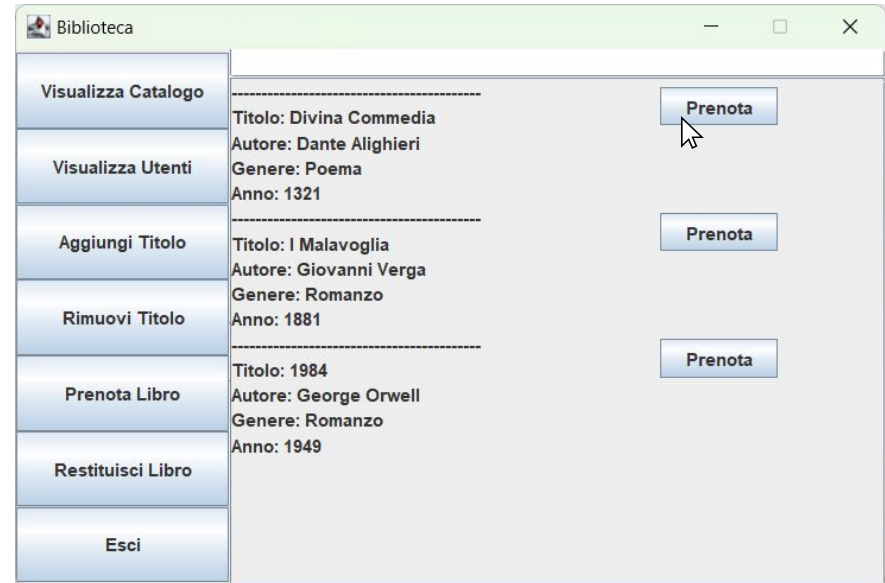 Biblioteca
Visualizza Catalogo
Visualizza Utenti
Aggiungi Titolo
Rimuovi Titolo
Prenota Libro
Restituisci Libro
Esci
------------------------------------------
Titolo: Divina Commedia
Autore: Dante Alighieri
Genere: Poema
Anno: 1321
Prenota
------------------------------------------
Titolo: I Malavoglia
Autore: Giovanni Verga
Genere: Romanzo
Anno: 1881
Prenota
------------------------------------------
Titolo: 1984
Autore: George Orwell
Genere: Romanzo
Anno: 1949
Prenota